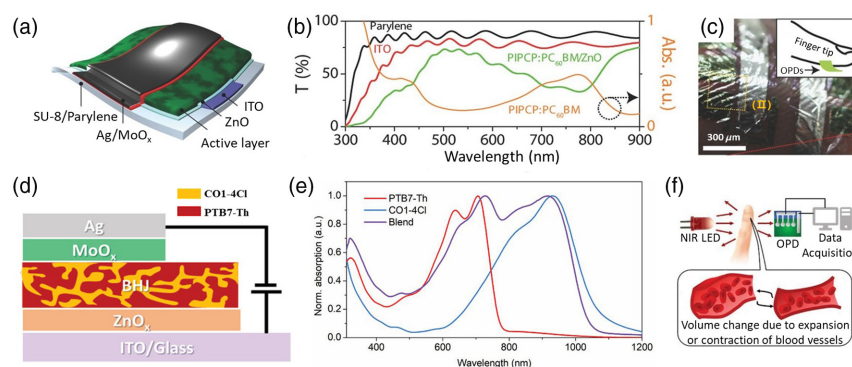 (a)
SU-8/Parylene
Ag/MoOx
ITO
ZnO
Active layer
(b)
T (%)
100
50
0
Parylene
ITO
PIPCP:PC60BM/ZnO
PIPCP:PC60BM
300 400 500 600 700 800 900
Wavelength (nm)
1
0
Abs. (a.u.)
(c)
Finger tip
OPDs
(II)
300 μm
(d)
CO1-4Cl
PTB7-Th
Ag
MoOx
BHJ
ZnOx
ITO/Glass
(e)
Norm. absorption (a.u.)
1.0
0.8
0.6
0.4
0.2
0.0
PTB7-Th
CO1-4Cl
Blend
400 600 800 1000 1200
Wavelength (nm)
(f)
NIR LED
OPD
Data
Acquisition
Volume change due to expansion
or contraction of blood vessels